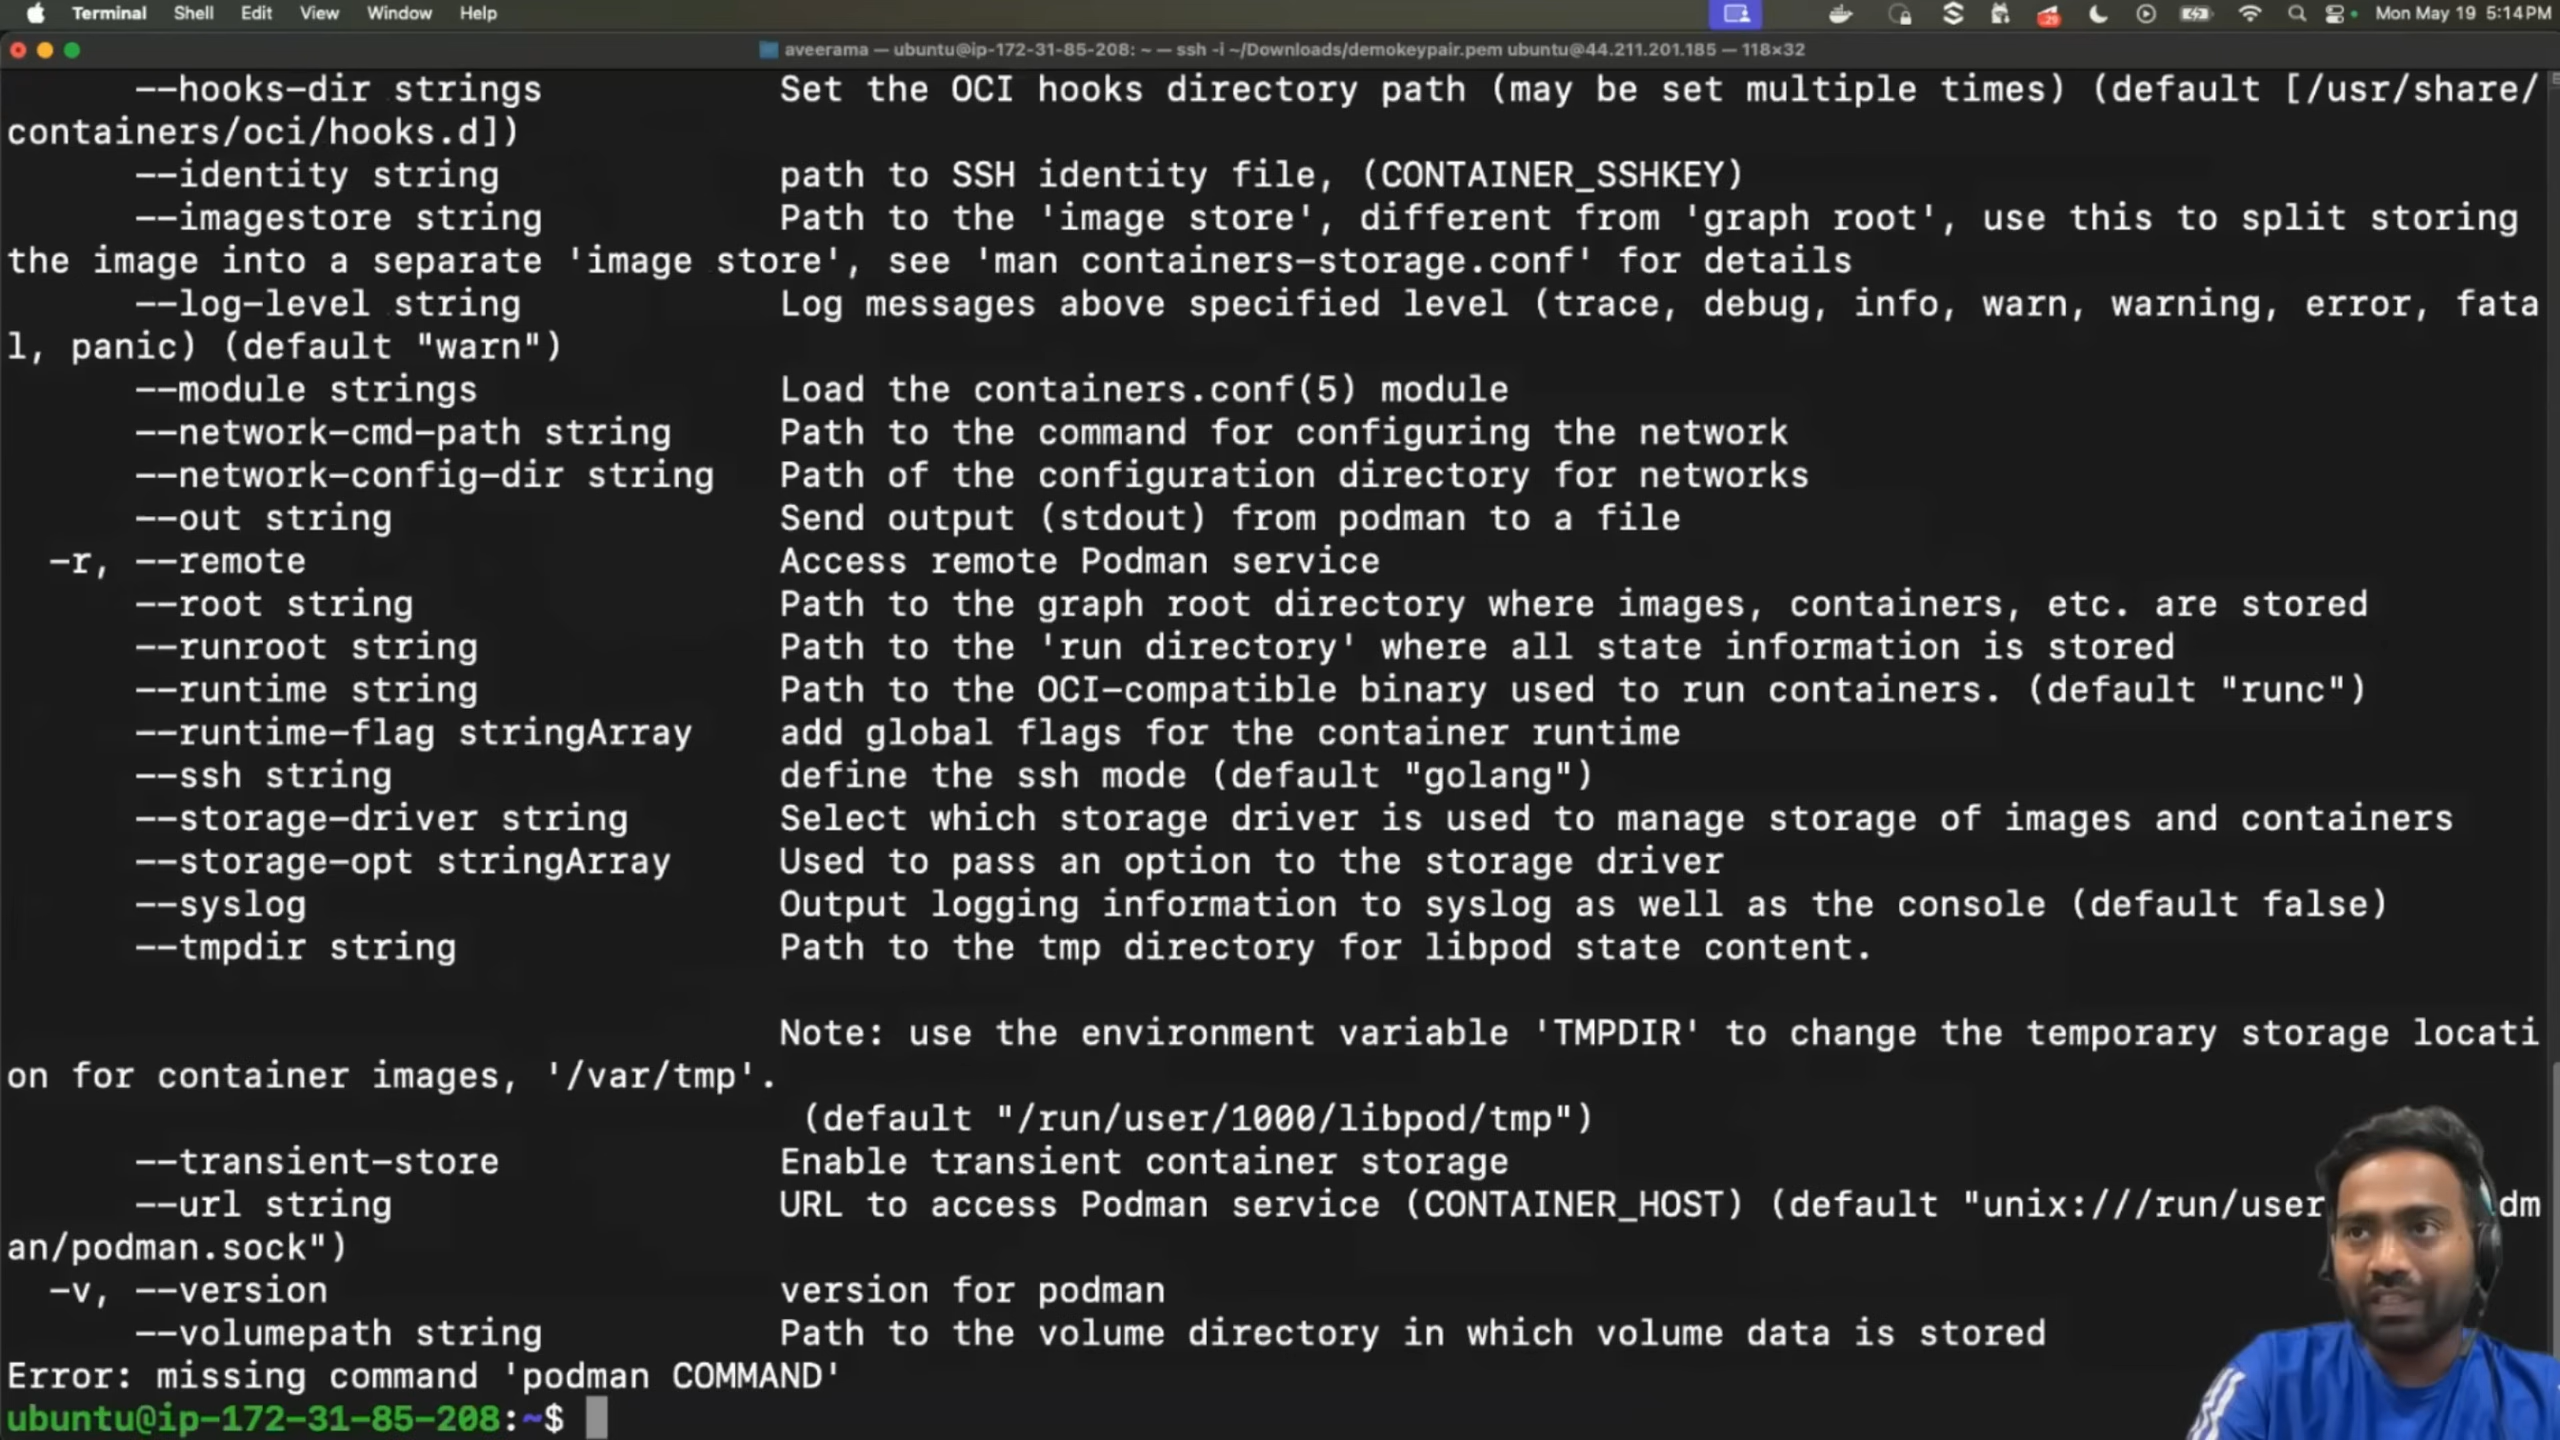 Terminal Shell Edit View Window Help Mon May 19 5:14 PM
aveerama — ubuntu@ip-172-31-85-208: ~ — ssh -i ~/Downloads/demokeypair.pem ubuntu@44.211.201.185 — 118×32
--hooks-dir strings Set the OCI hooks directory path (may be set multiple times) (default [/usr/share/
containers/oci/hooks.d])
--identity string path to SSH identity file, (CONTAINER_SSHKEY)
--imagestore string Path to the 'image store', different from 'graph root', use this to split storing
the image into a separate 'image store', see 'man containers-storage.conf' for details
--log-level string Log messages above specified level (trace, debug, info, warn, warning, error, fata
l, panic) (default "warn")
--module strings Load the containers.conf(5) module
--network-cmd-path string Path to the command for configuring the network
--network-config-dir string Path of the configuration directory for networks
--out string Send output (stdout) from podman to a file
-r, --remote Access remote Podman service
--root string Path to the graph root directory where images, containers, etc. are stored
--runroot string Path to the 'run directory' where all state information is stored
--runtime string Path to the OCI-compatible binary used to run containers. (default "runc")
--runtime-flag stringArray add global flags for the container runtime
--ssh string define the ssh mode (default "golang")
--storage-driver string Select which storage driver is used to manage storage of images and containers
--storage-opt stringArray Used to pass an option to the storage driver
--syslog Output logging information to syslog as well as the console (default false)
--tmpdir string Path to the tmp directory for libpod state content.
Note: use the environment variable 'TMPDIR' to change the temporary storage locati
on for container images, '/var/tmp'.
(default "/run/user/1000/libpod/tmp")
--transient-store Enable transient container storage
--url string URL to access Podman service (CONTAINER_HOST) (default "unix:///run/user dm
an/podman.sock")
-v, --version version for podman
--volumepath string Path to the volume directory in which volume data is stored
Error: missing command 'podman COMMAND'
ubuntu@ip-172-31-85-208:~$